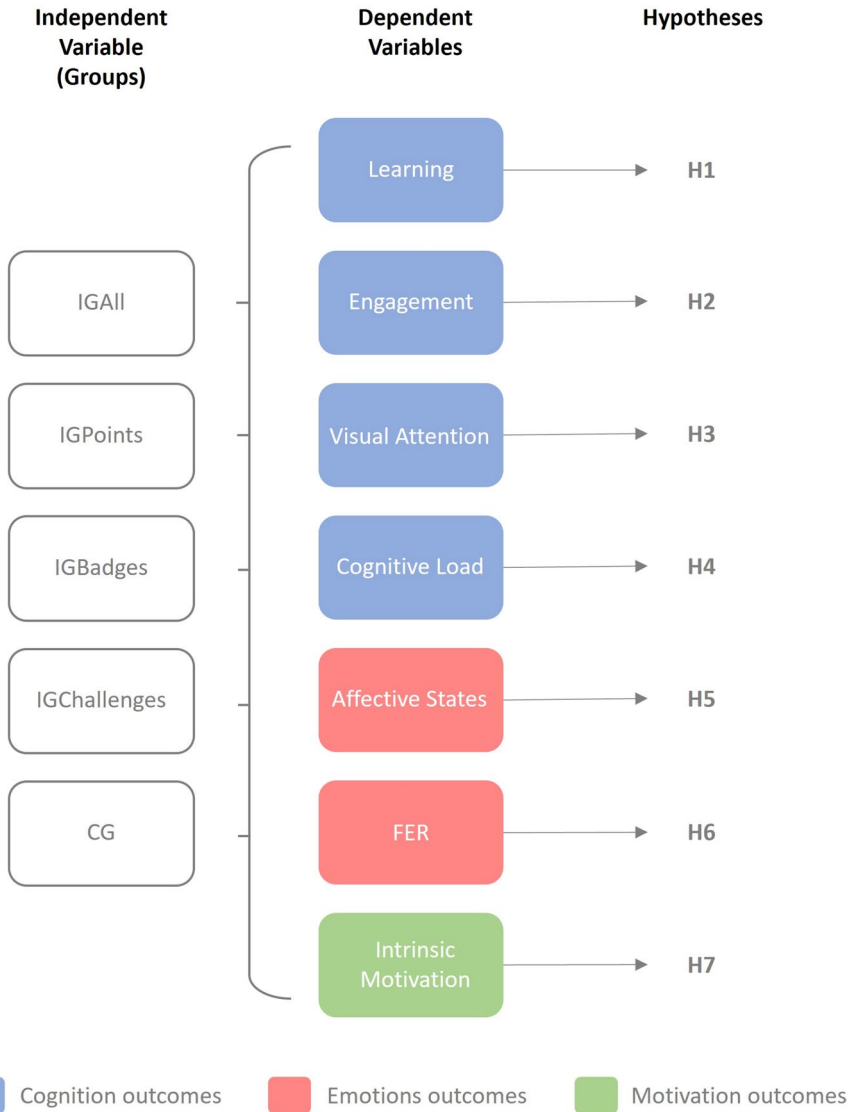 Independent
Variable
(Groups)
Dependent
Variables
Hypotheses
Learning
H1
IGAll
Engagement
H2
IGPoints
Visual Attention
H3
IGBadges
Cognitive Load
H4
IGChallenges
Affective States
H5
CG
FER
H6
Intrinsic
Motivation
H7
Cognition outcomes
Emotions outcomes
Motivation outcomes